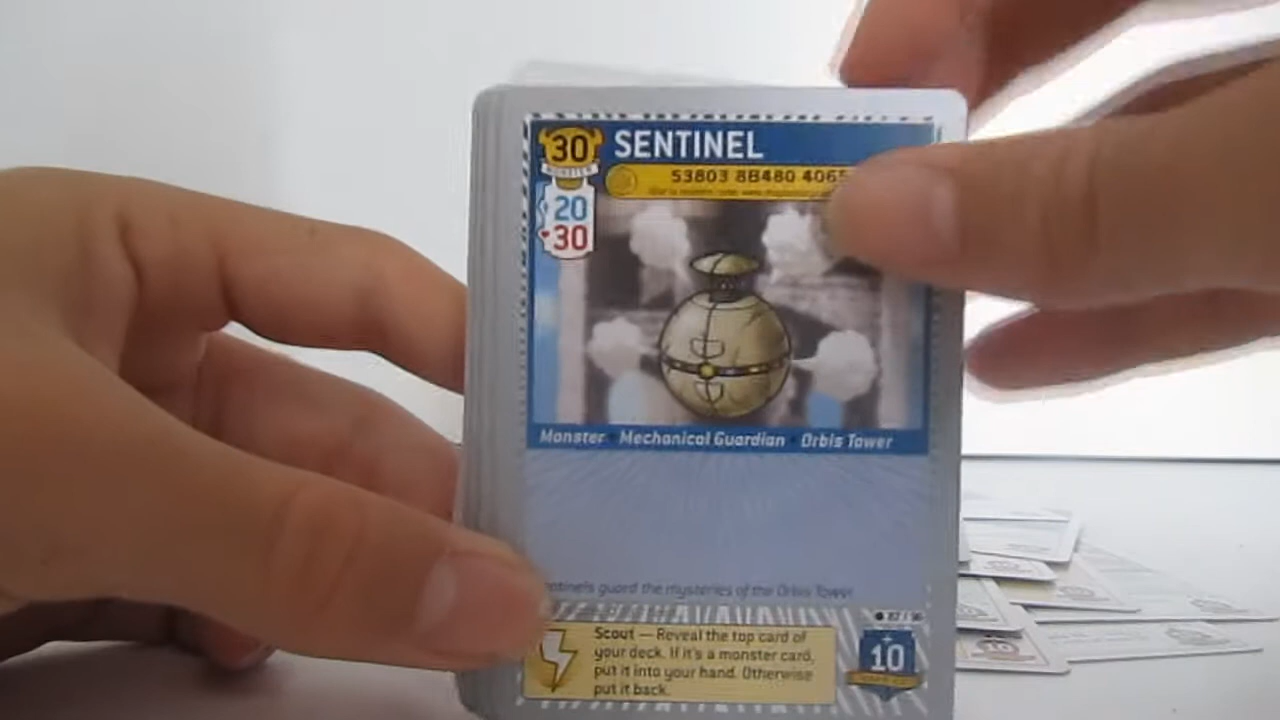 30 SENTINEL
MONSTER
53803 8B480 4065
20
30
Monster · Mechanical Guardian · Orbis Tower
entinels guard the mysteries of the Orbis Tower
Scout — Reveal the top card of
your deck. If it's a monster card,
put it into your hand. Otherwise
put it back.
+
10